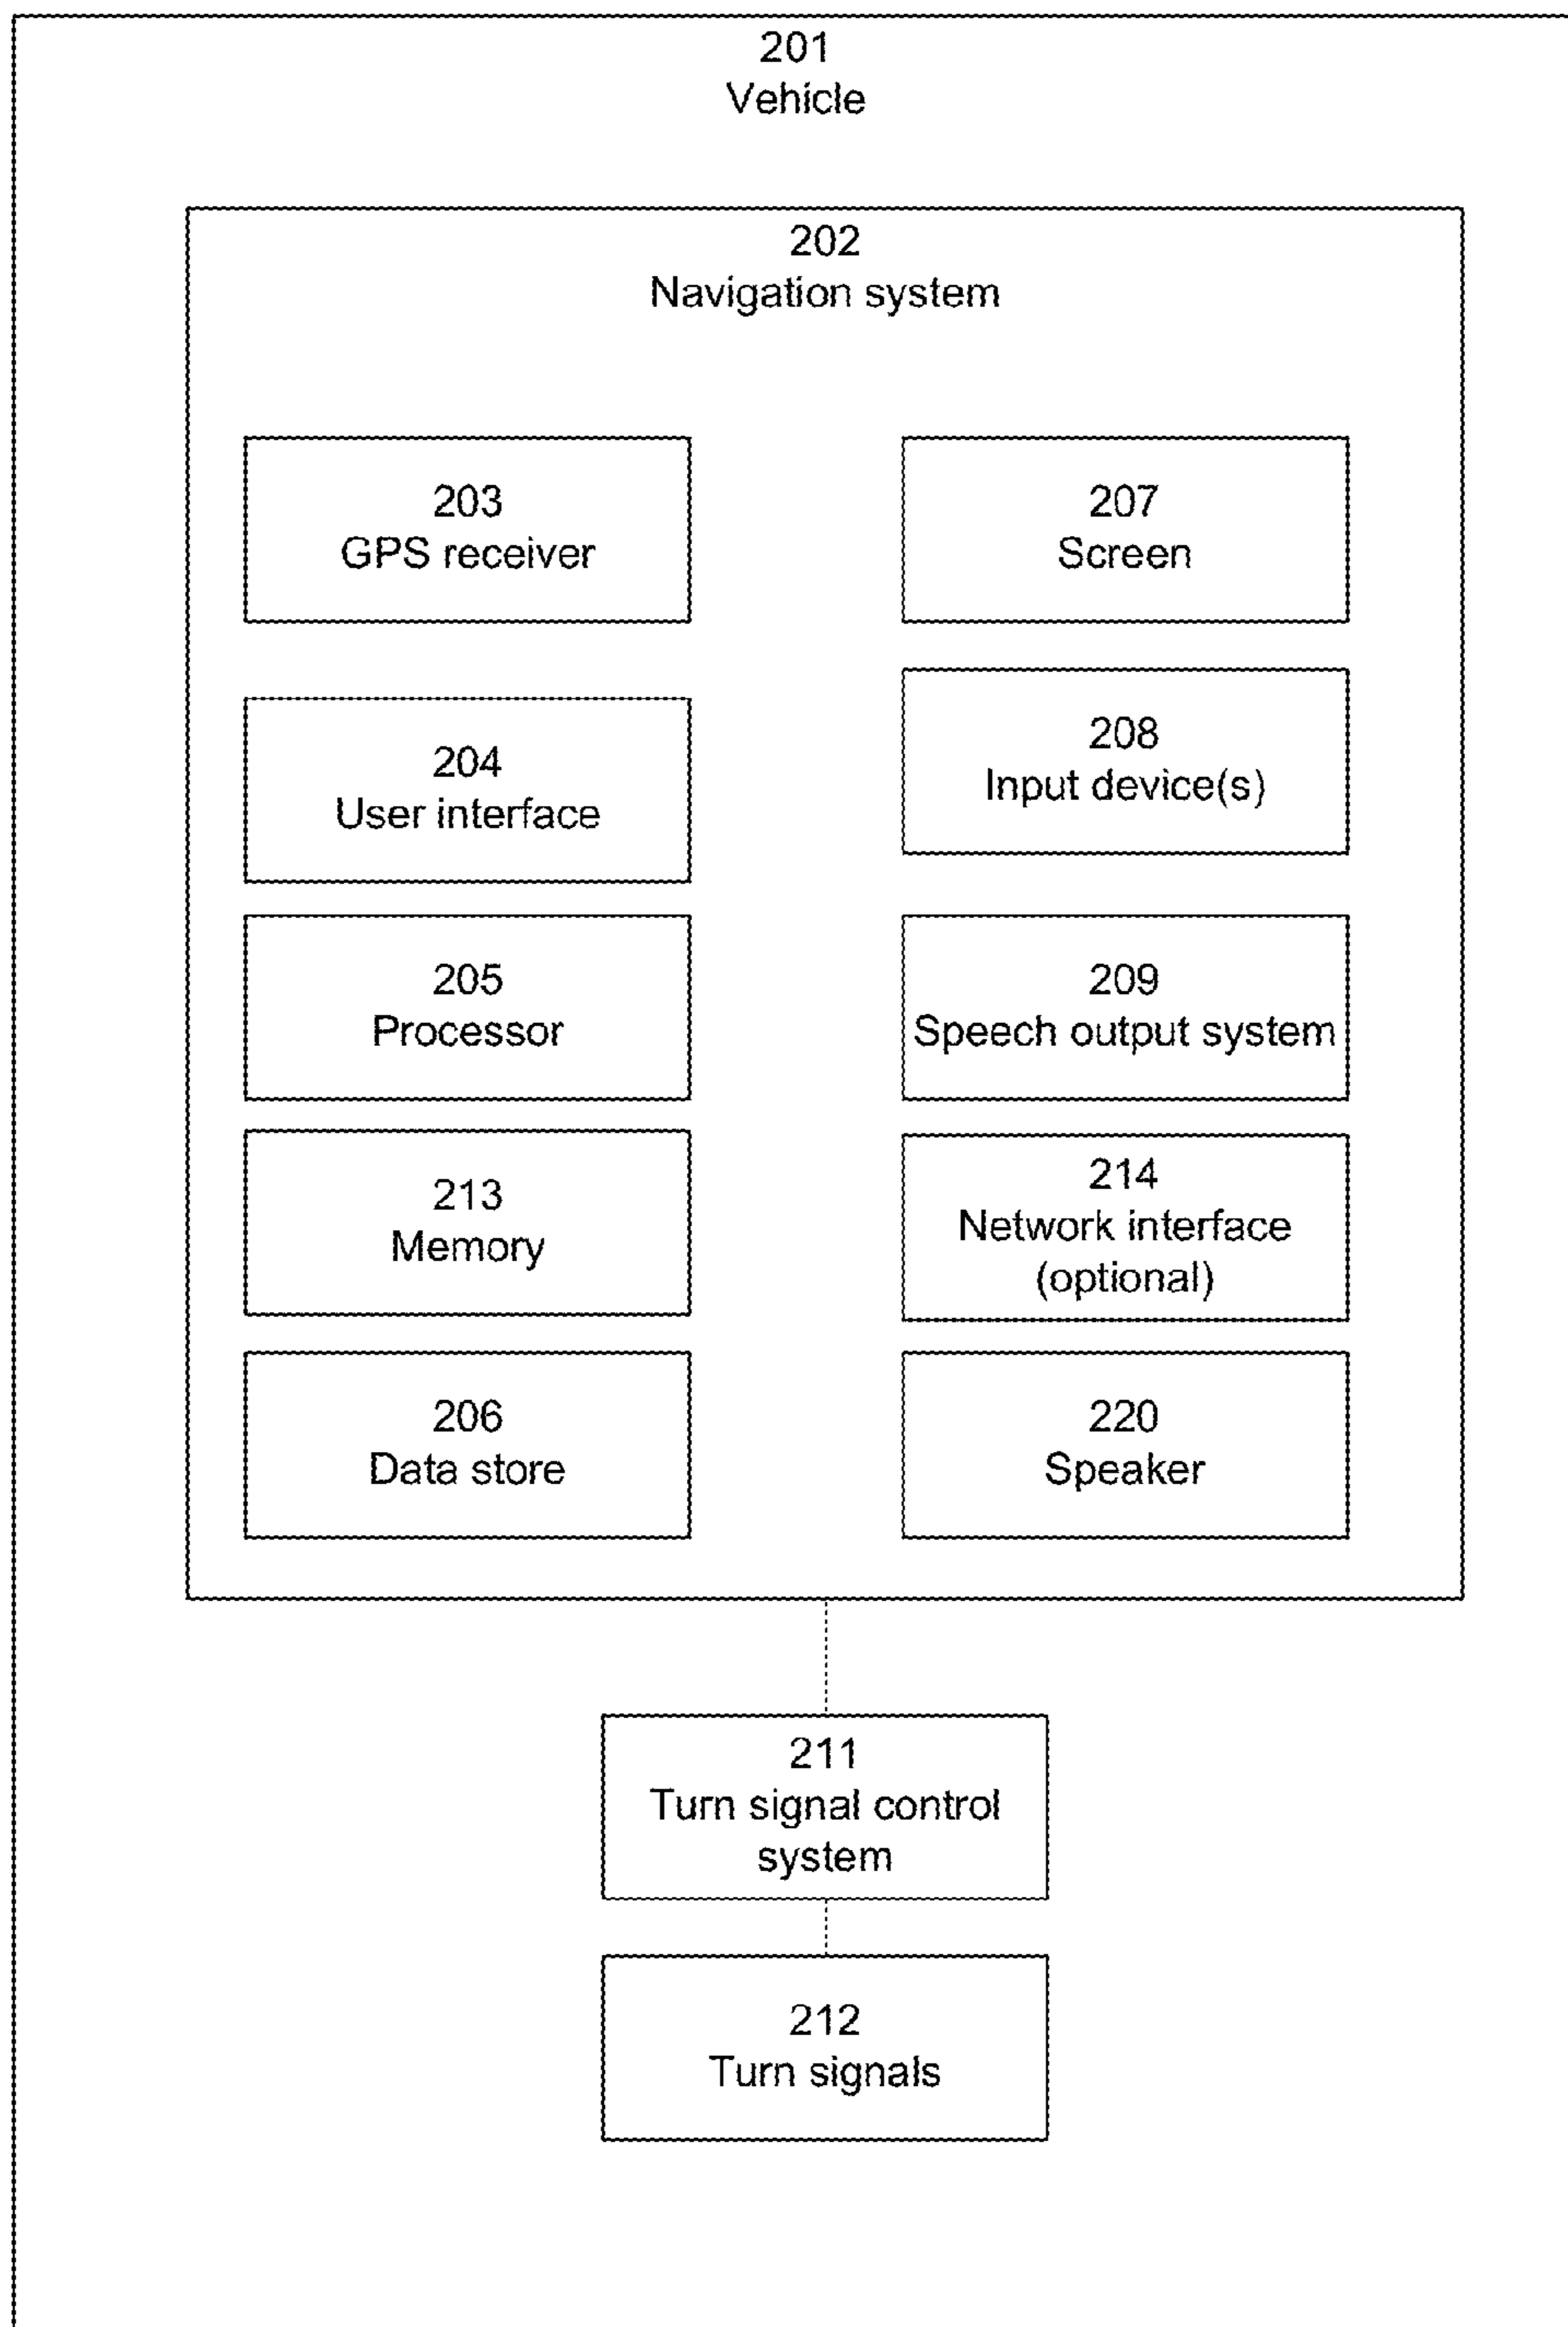 201
Vehicle
202
Navigation system
203
GPS receiver
207
Screen
204
User interface
208
Input device(s)
205
Processor
209
Speech output system
213
Memory
214
Network interface
(optional)
206
Data store
220
Speaker
211
Turn signal control
system
212
Turn signals